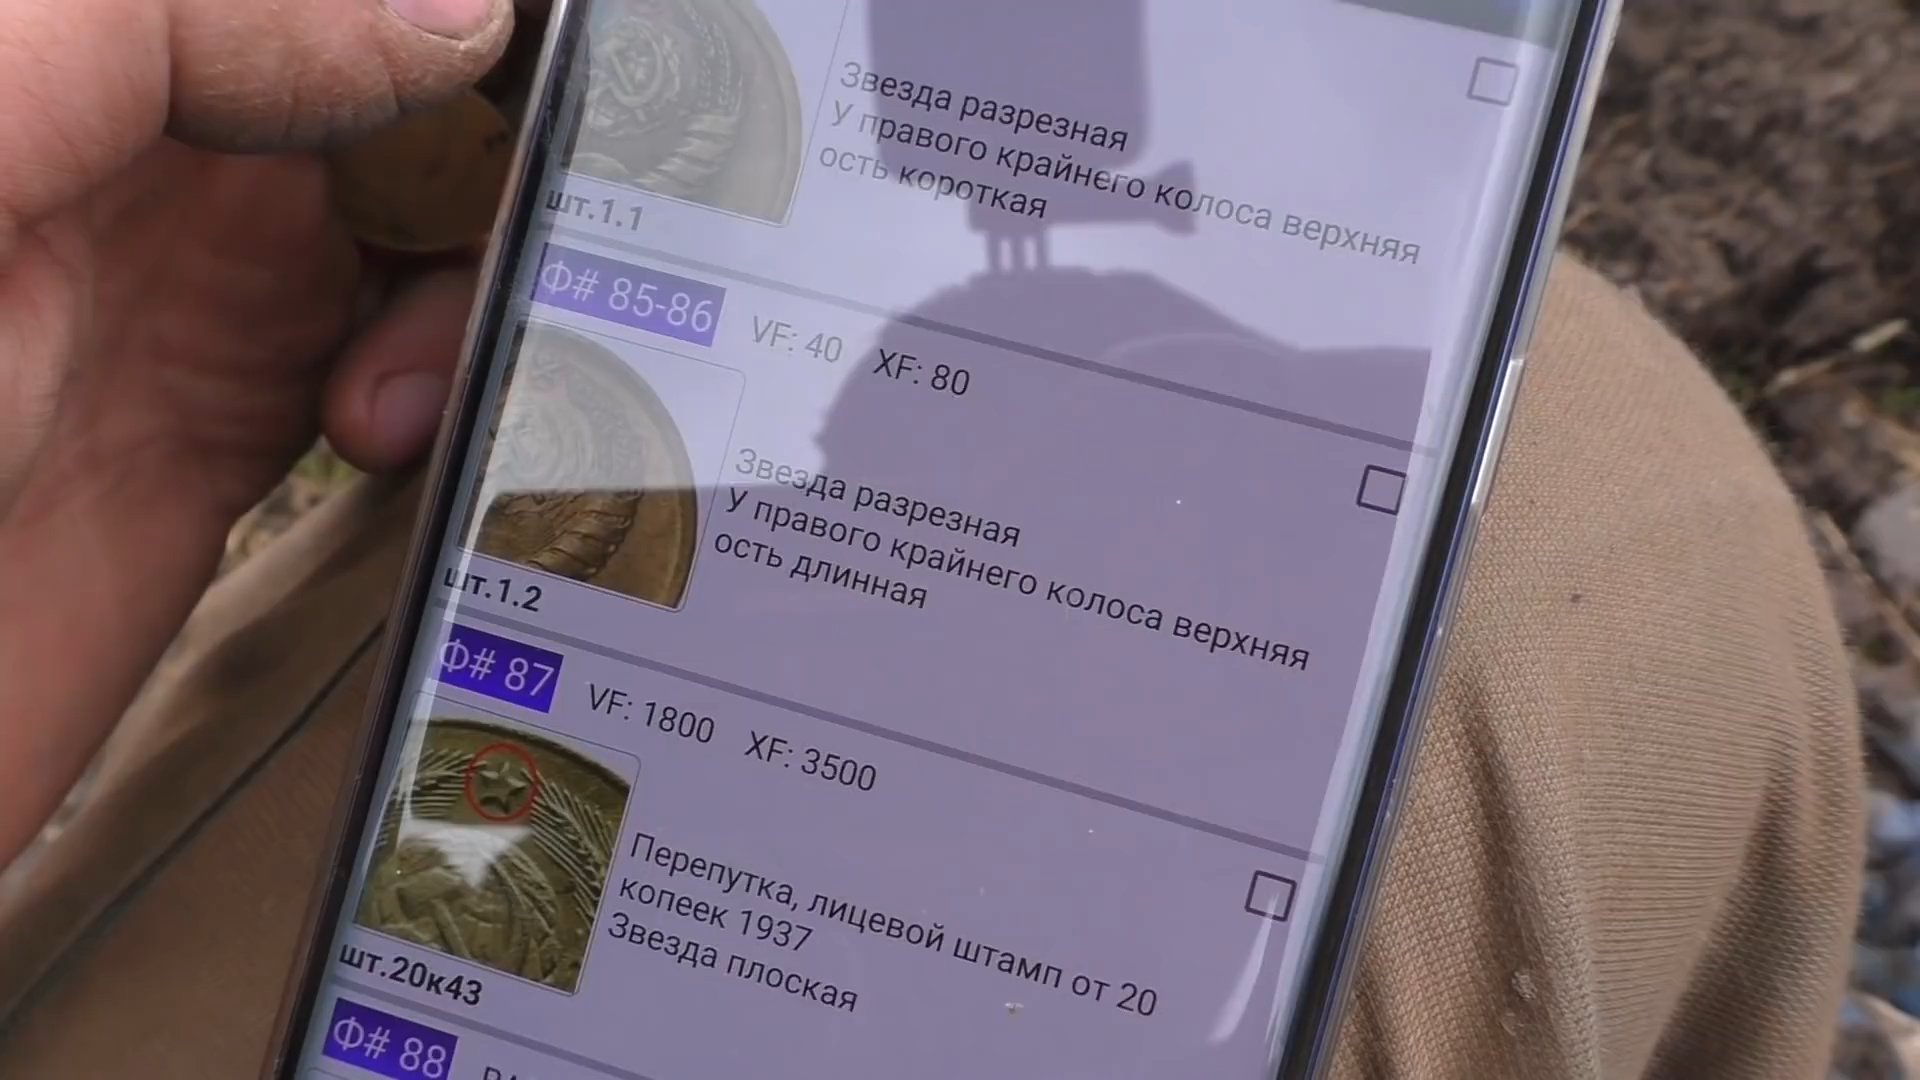 Звезда разрезная
У правого крайнего колоса верхняя
ость короткая
шт.1.1
Ф# 85-86 VF: 40 XF: 80
Звезда разрезная
У правого крайнего колоса верхняя
ость длинная
шт.1.2
Ф# 87 VF: 1800 XF: 3500
Перепутка, лицевой штамп от 20
копеек 1937
Звезда плоская
шт.20к43
Ф# 88